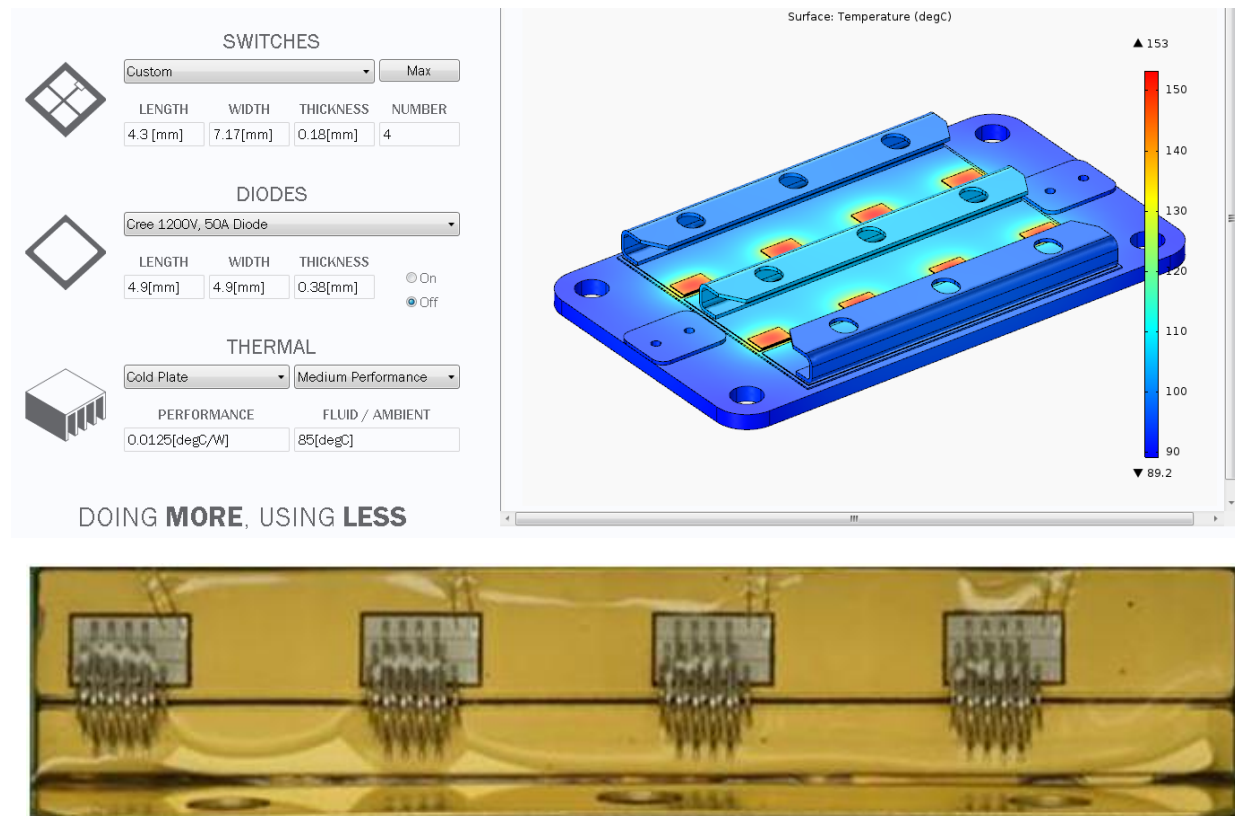 Surface: Temperature (degC)
SWITCHES
Custom Max
LENGTH WIDTH THICKNESS NUMBER
4.3 [mm] 7.17[mm] 0.18[mm] 4
DIODES
Cree 1200V, 50A Diode
LENGTH WIDTH THICKNESS
4.9[mm] 4.9[mm] 0.38[mm]
On
Off
THERMAL
Cold Plate Medium Performance
PERFORMANCE FLUID / AMBIENT
0.0125[degC/W] 85[degC]
DOING MORE, USING LESS
▲ 153
150
140
130
120
110
100
90
▼ 89.2